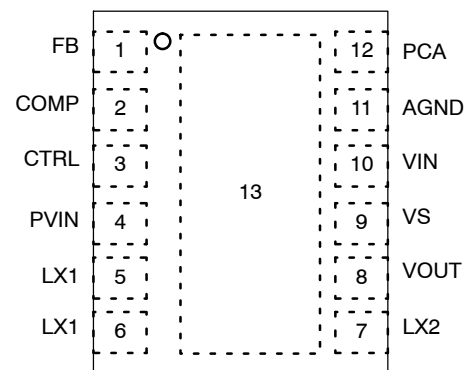 FB 1 12 PCA
COMP 2 11 AGND
CTRL 3 10 VIN
13
PVIN 4 9 VS
LX1 5 8 VOUT
LX1 6 7 LX2